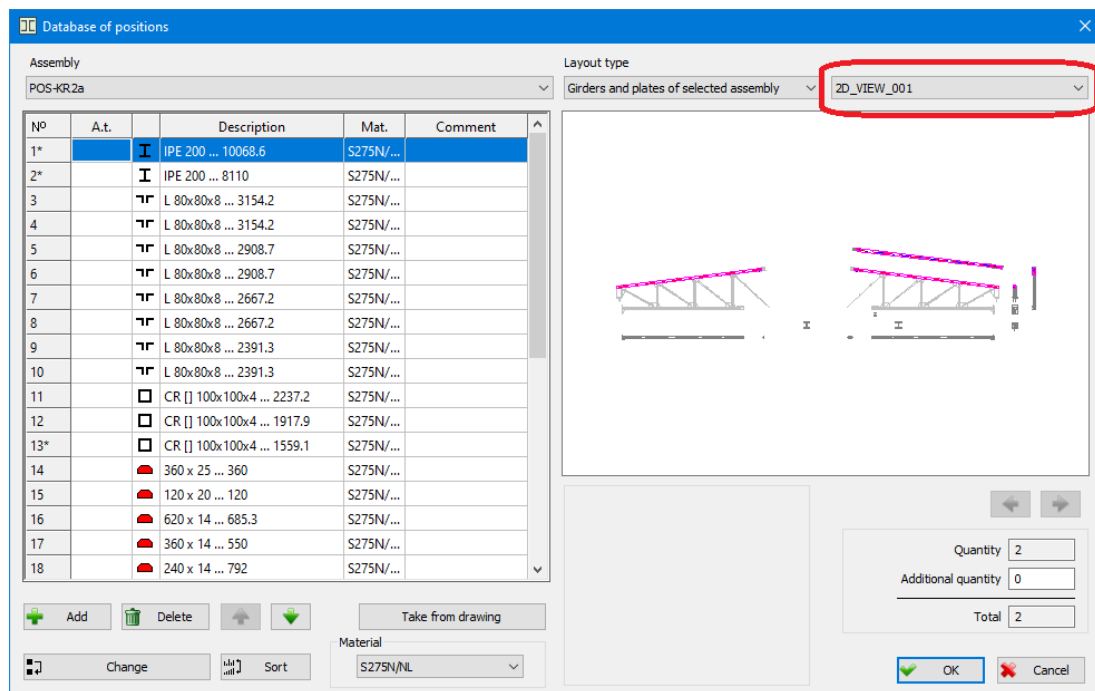 Database of positions
Assembly
Layout type
POS-KR2a
Girders and plates of selected assembly
2D_VIEW_001
Nº A.t. Description Mat. Comment
1* IPE 200 ... 10068.6 S275N/...
2* IPE 200 ... 8110 S275N/...
3 L 80x80x8 ... 3154.2 S275N/...
4 L 80x80x8 ... 3154.2 S275N/...
5 L 80x80x8 ... 2908.7 S275N/...
6 L 80x80x8 ... 2908.7 S275N/...
7 L 80x80x8 ... 2667.2 S275N/...
8 L 80x80x8 ... 2667.2 S275N/...
9 L 80x80x8 ... 2391.3 S275N/...
10 L 80x80x8 ... 2391.3 S275N/...
11 CR [] 100x100x4 ... 2237.2 S275N/...
12 CR [] 100x100x4 ... 1917.9 S275N/...
13* CR [] 100x100x4 ... 1559.1 S275N/...
14 360 x 25 ... 360 S275N/...
15 120 x 20 ... 120 S275N/...
16 620 x 14 ... 685.3 S275N/...
17 360 x 14 ... 550 S275N/...
18 240 x 14 ... 792 S275N/...
Quantity 2
Additional quantity 0
Total 2
Add Delete Take from drawing
Material
Change Sort S275N/NL
OK Cancel